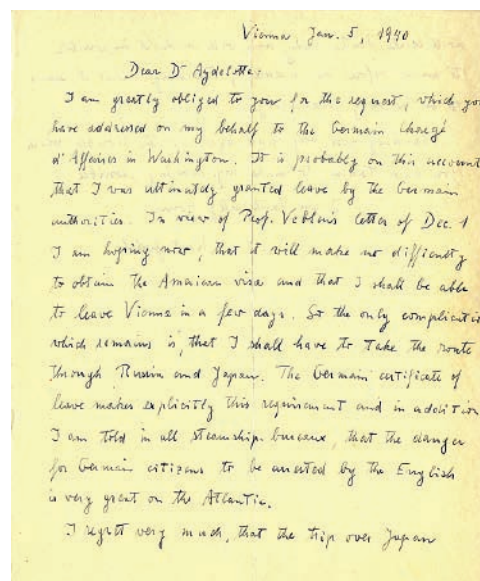 Vienna Jan. 5, 1940
Dear Dr Aydelotte:
I am greatly obliged to you for the request, which you
have addressed on my behalf to the German Chargé
d'Affaires in Washington. It is probably on this account
that I was ultimately granted leave by the German
authorities. In view of Prof. Veblen's letter of Dec. 1
I am hoping now, that it will make no difficulty
to obtain the American visa and that I shall be able
to leave Vienna in a few days. So the only complicatio
which remains is, that I shall have to take the route
through Russia and Japan. The German certificate of
leave makes explicitly this requirement and in addition
I am told in all steamship-bureaux, that the danger
for German citizens to be arrested by the English
is very great on the Atlantic.
I regrett very much, that the trip over Japan